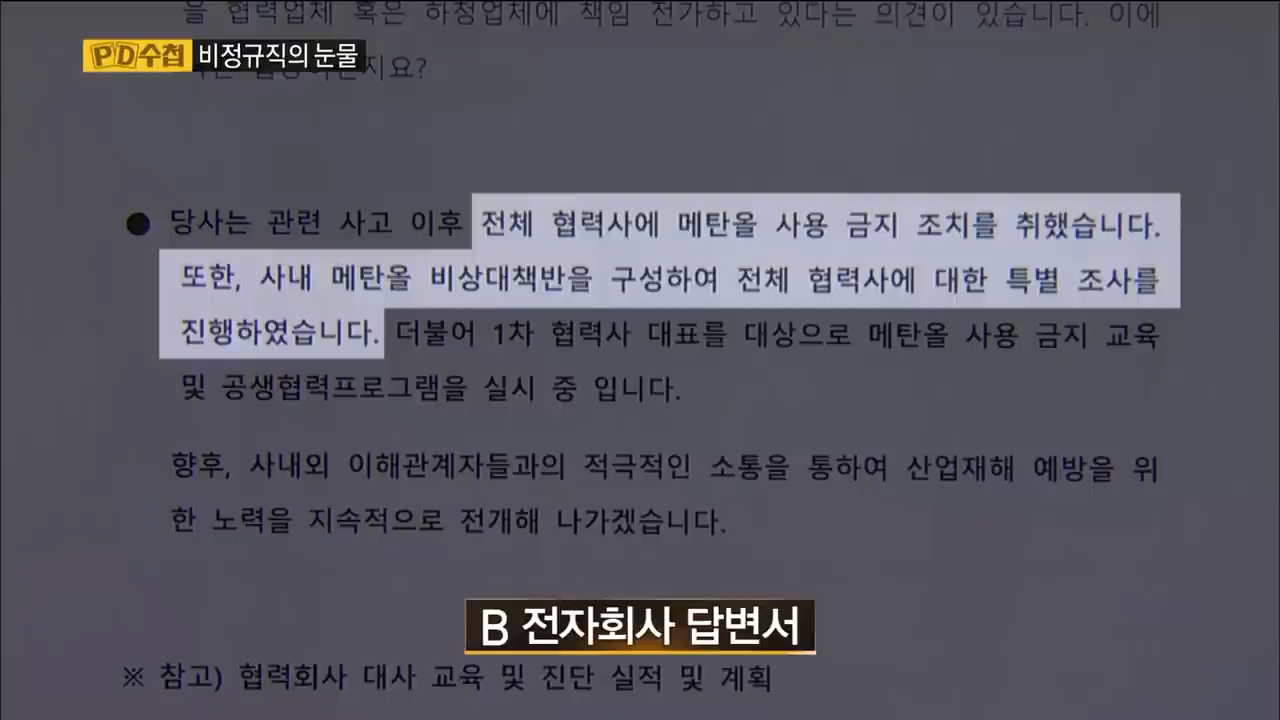 을 협력업체 혹은 하청업체에 책임 전가하고 있다는 의견이 있습니다. 이에
PD수첩 비정규직의 눈물
지요?
● 당사는 관련 사고 이후 전체 협력사에 메탄올 사용 금지 조치를 취했습니다.
또한, 사내 메탄올 비상대책반을 구성하여 전체 협력사에 대한 특별 조사를
진행하였습니다. 더불어 1차 협력사 대표를 대상으로 메탄올 사용 금지 교육
및 공생협력프로그램을 실시 중 입니다.
향후, 사내외 이해관계자들과의 적극적인 소통을 통하여 산업재해 예방을 위
한 노력을 지속적으로 전개해 나가겠습니다.
B 전자회사 답변서
※ 참고) 협력회사 대사 교육 및 진단 실적 및 계획